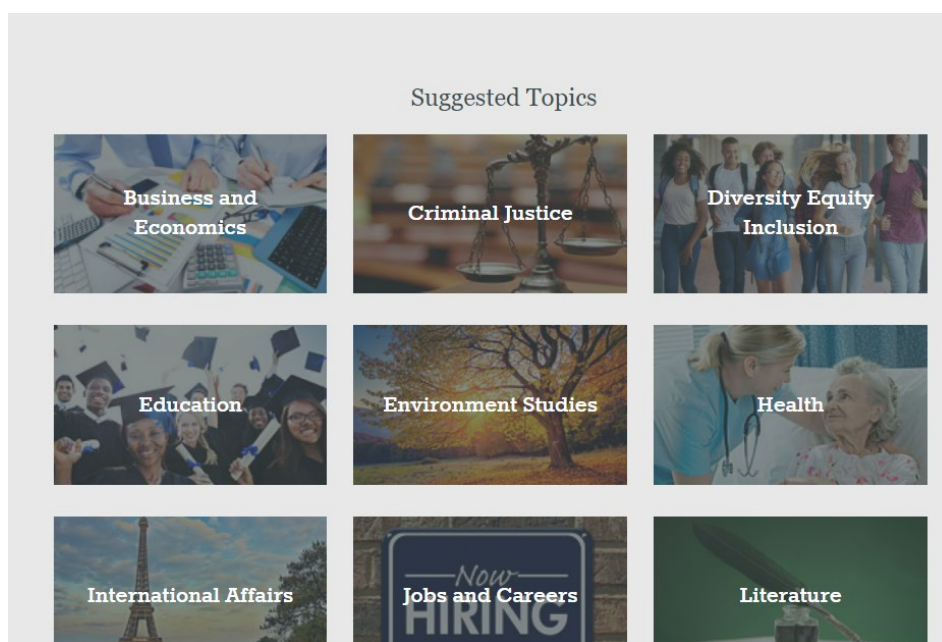 Suggested Topics
Business and
Economics
Criminal Justice
Diversity Equity
Inclusion
Education
Environment Studies
Health
International Affairs
Now
HIRING
Jobs and Careers
Literature